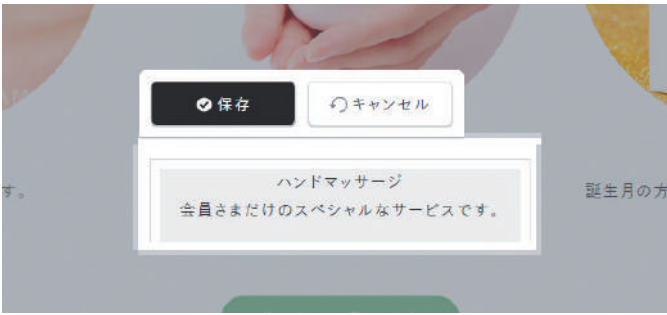 保存
キャンセル
ハンドマッサージ
会員さまだけのスペシャルなサービスです。
す。
誕生月の方